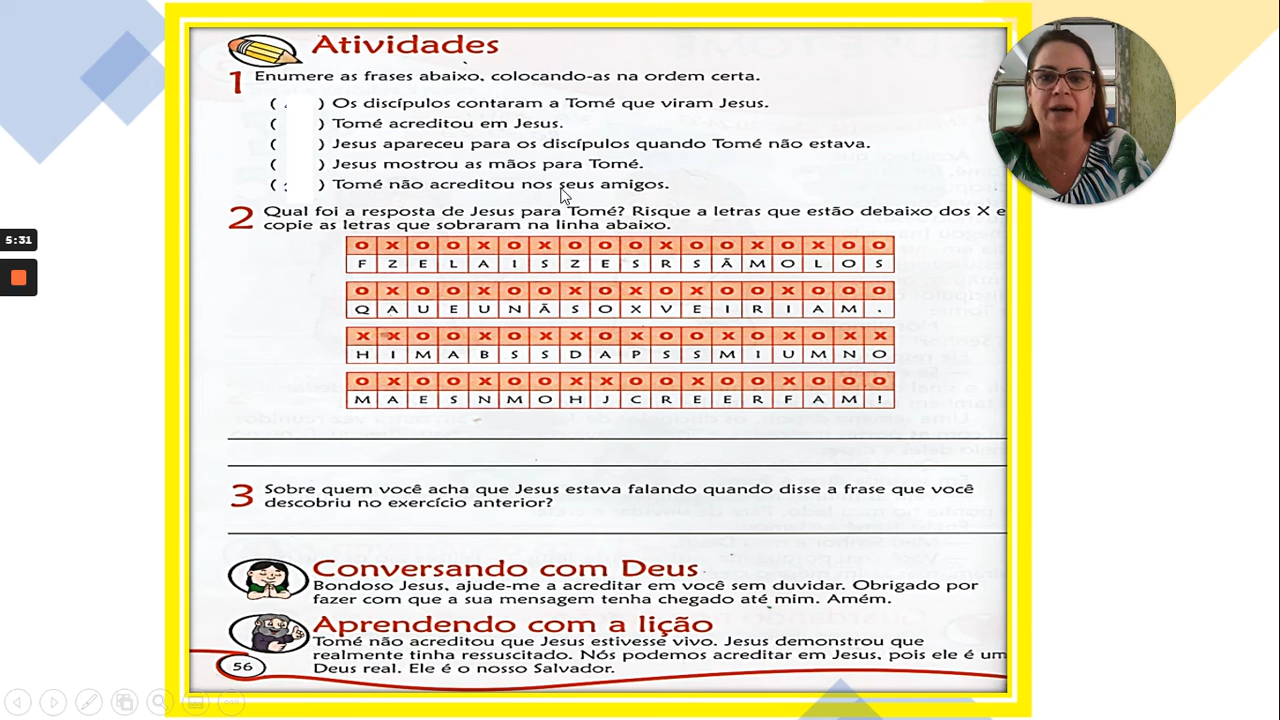 Atividades
1 Enumere as frases abaixo, colocando-as na ordem certa.
( ) Os discípulos contaram a Tomé que viram Jesus.
( ) Tomé acreditou em Jesus.
( ) Jesus apareceu para os discípulos quando Tomé não estava.
( ) Jesus mostrou as mãos para Tomé.
( ) Tomé não acreditou nos seus amigos.
2 Qual foi a resposta de Jesus para Tomé? Risque a letras que estão debaixo dos X e
copie as letras que sobraram na linha abaixo.
O X O O X O X O O O X O O X O X O O
F Z E L A I S Z E S R S Ã M O L O S
O X O O X O O X O X O X O O X O O O
Q A U E U N Ã S O X V E I R I A M .
X X O O X X O X O X O O X O X O X X
H I M A B S S D A P S S M I U M N O
O X O O X O O X X O O X O O X O O O
M A E S N M O H J C R E E R F A M !
3 Sobre quem você acha que Jesus estava falando quando disse a frase que você
descobriu no exercício anterior?
Conversando com Deus
Bondoso Jesus, ajude-me a acreditar em você sem duvidar. Obrigado por
fazer com que a sua mensagem tenha chegado até mim. Amém.
Aprendendo com a lição
Tomé não acreditou que Jesus estivesse vivo. Jesus demonstrou que
realmente tinha ressuscitado. Nós podemos acreditar em Jesus, pois ele é um
Deus real. Ele é o nosso Salvador.
56
5:31